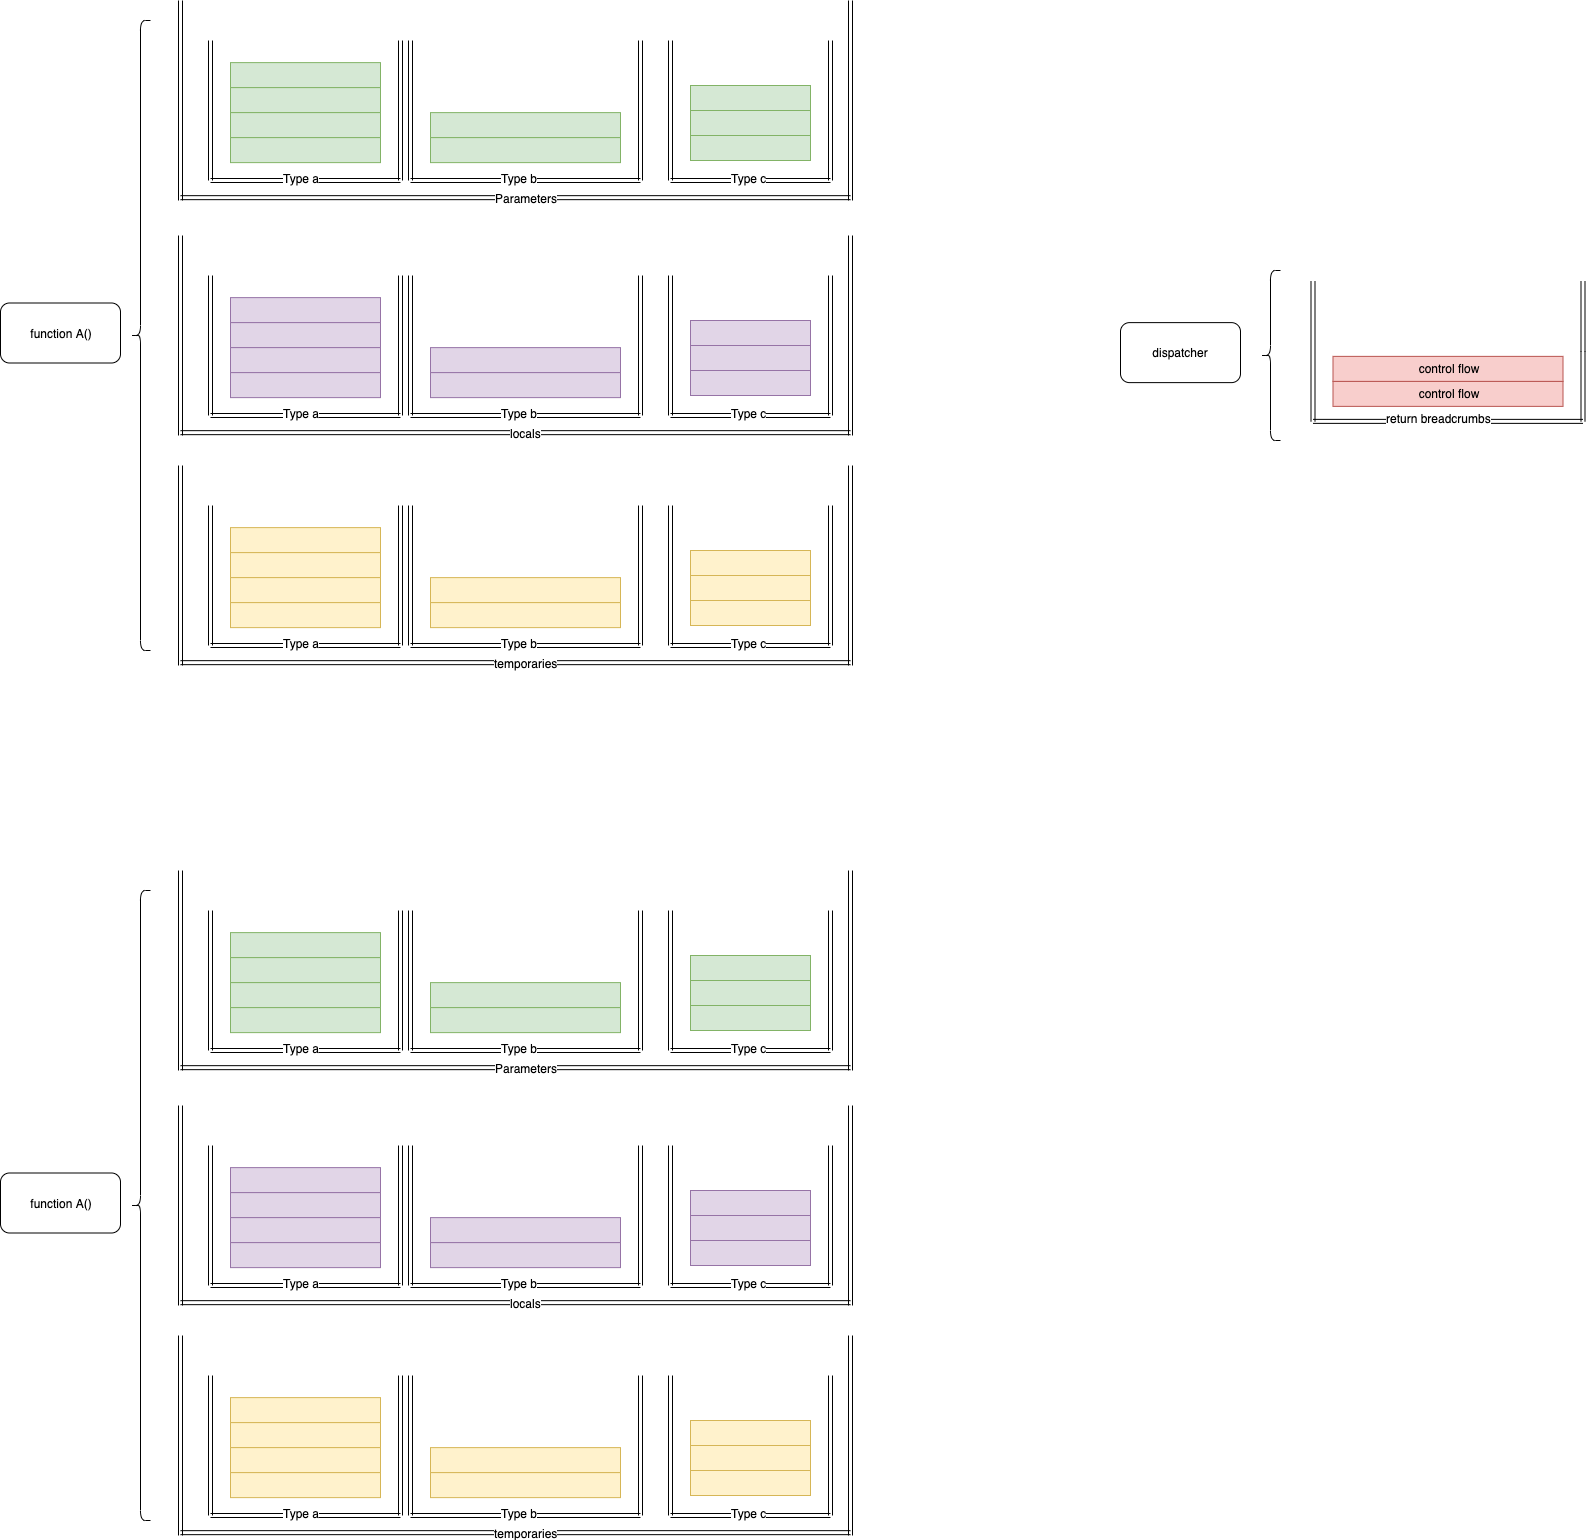 Type a
Type b
Type c
Parameters
function A()
Type a
Type b
Type c
locals
Type a
Type b
Type c
temporaries
dispatcher
control flow
control flow
return breadcrumbs
Type a
Type b
Type c
Parameters
function A()
Type a
Type b
Type c
locals
Type a
Type b
Type c
temporaries